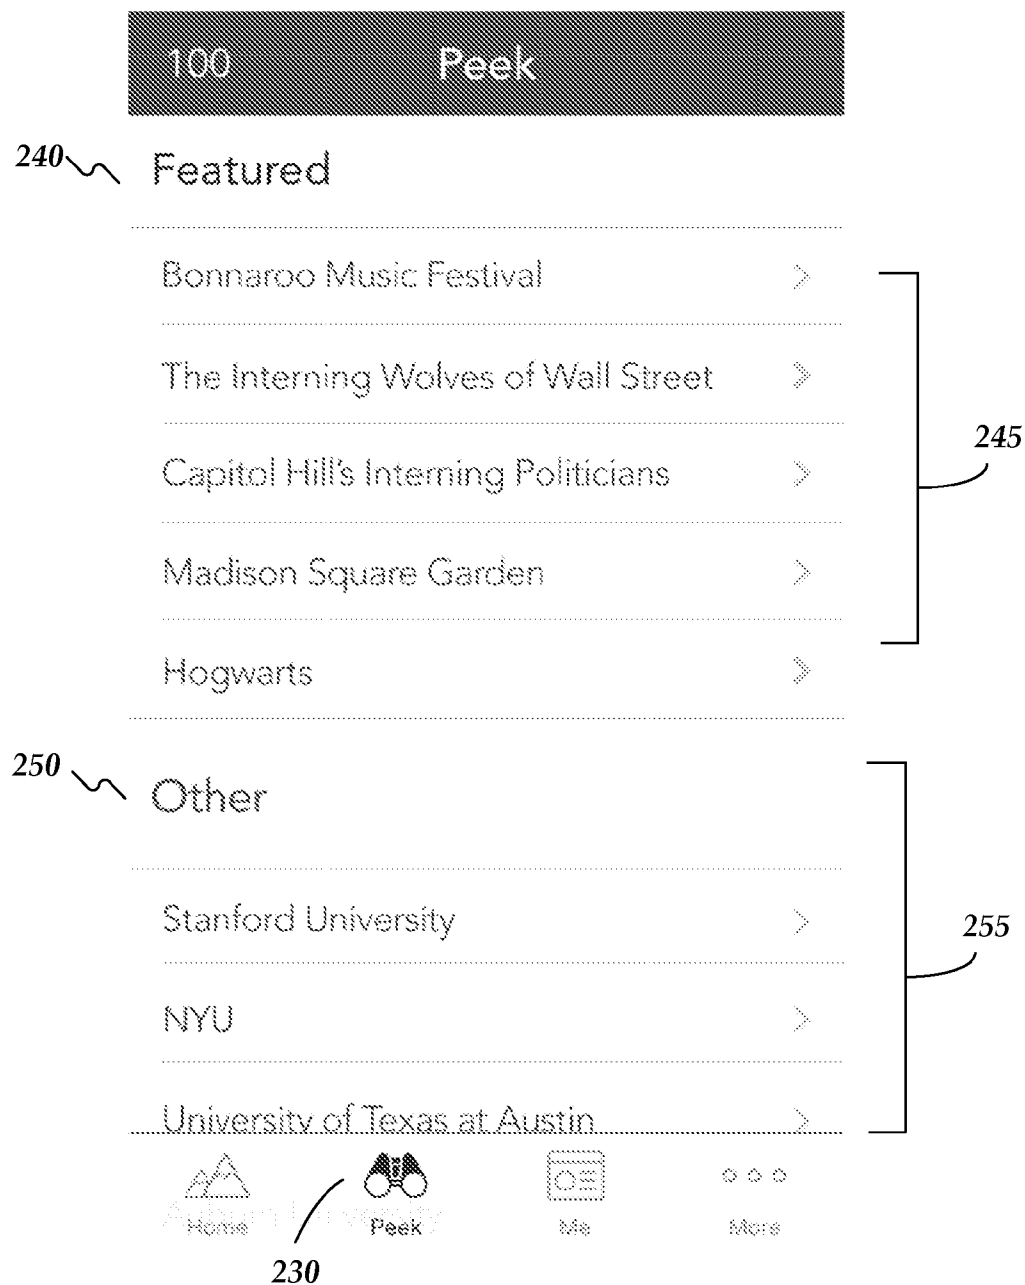 100 Peek
240 Featured
Bonnaroo Music Festival
The Interning Wolves of Wall Street
245
Capitol Hill's Interning Politicians
Madison Square Garden
Hogwarts
250 Other
Stanford University
255
NYU
University of Texas at Austin
Auburn University
Home Peek Me More
230